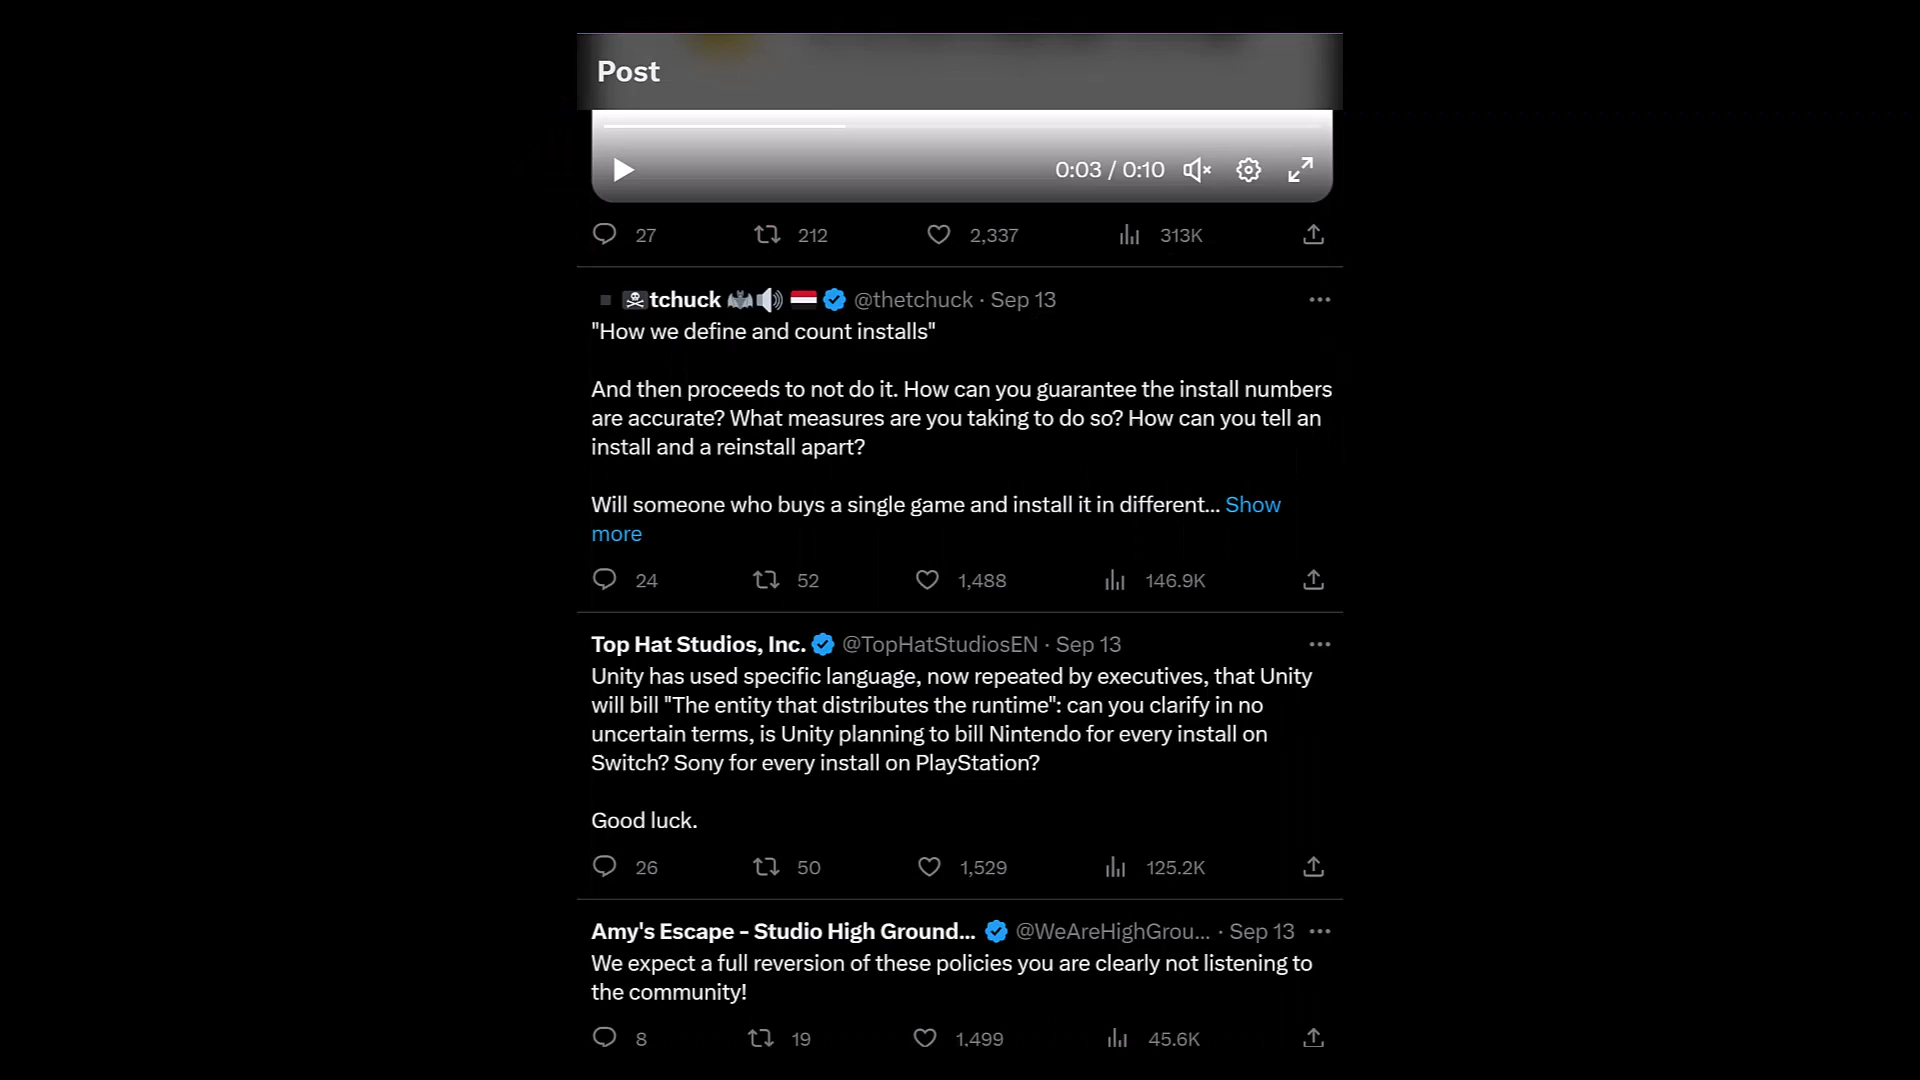 Post
0:03 / 0:10
27 212 2,337 313K
tchuck @thetchuck · Sep 13
"How we define and count installs"
And then proceeds to not do it. How can you guarantee the install numbers
are accurate? What measures are you taking to do so? How can you tell an
install and a reinstall apart?
Will someone who buys a single game and install it in different... Show
more
24 52 1,488 146.9K
Top Hat Studios, Inc. @TopHatStudiosEN · Sep 13
Unity has used specific language, now repeated by executives, that Unity
will bill "The entity that distributes the runtime": can you clarify in no
uncertain terms, is Unity planning to bill Nintendo for every install on
Switch? Sony for every install on PlayStation?
Good luck.
26 50 1,529 125.2K
Amy's Escape - Studio High Ground... @WeAreHighGrou... · Sep 13
We expect a full reversion of these policies you are clearly not listening to
the community!
8 19 1,499 45.6K